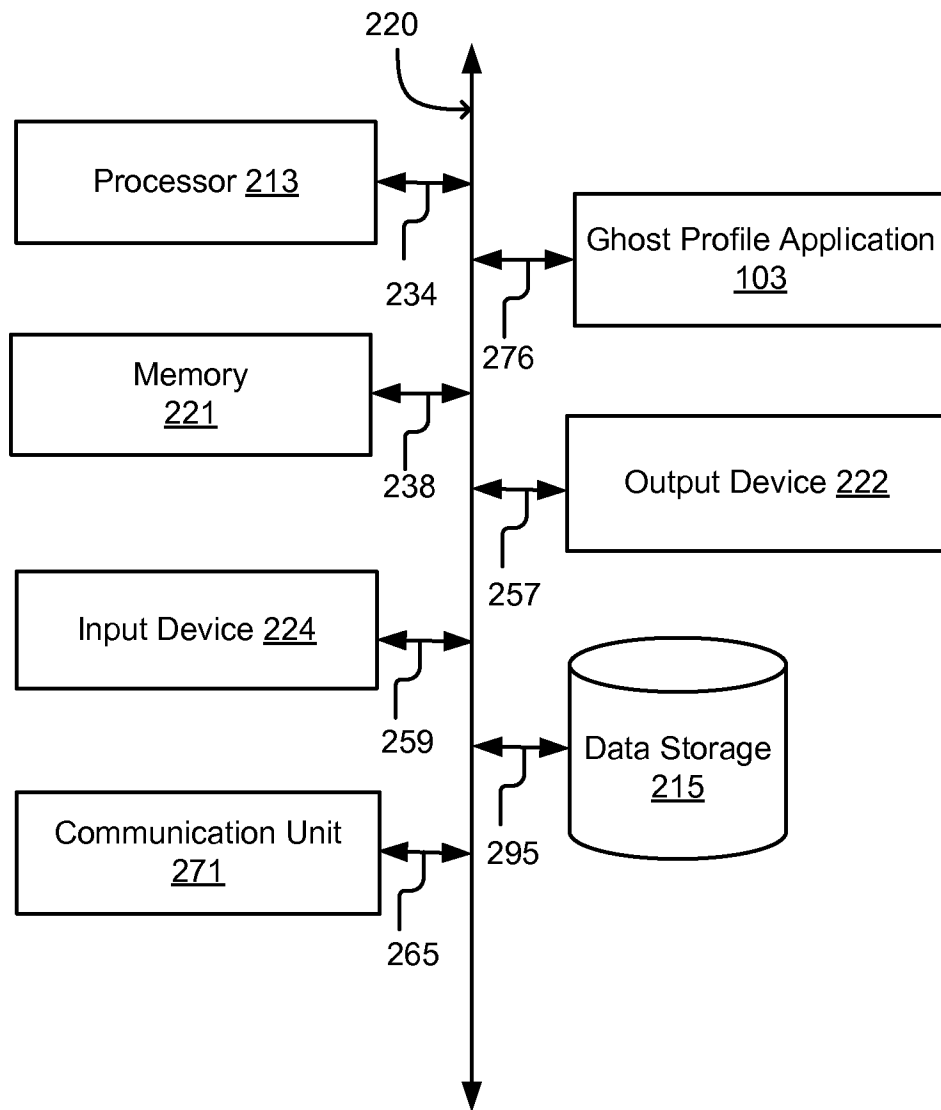 220
Processor 213
234
Ghost Profile Application
103
276
Memory
221
238
Output Device 222
257
Input Device 224
259
Data Storage
215
295
Communication Unit
271
265